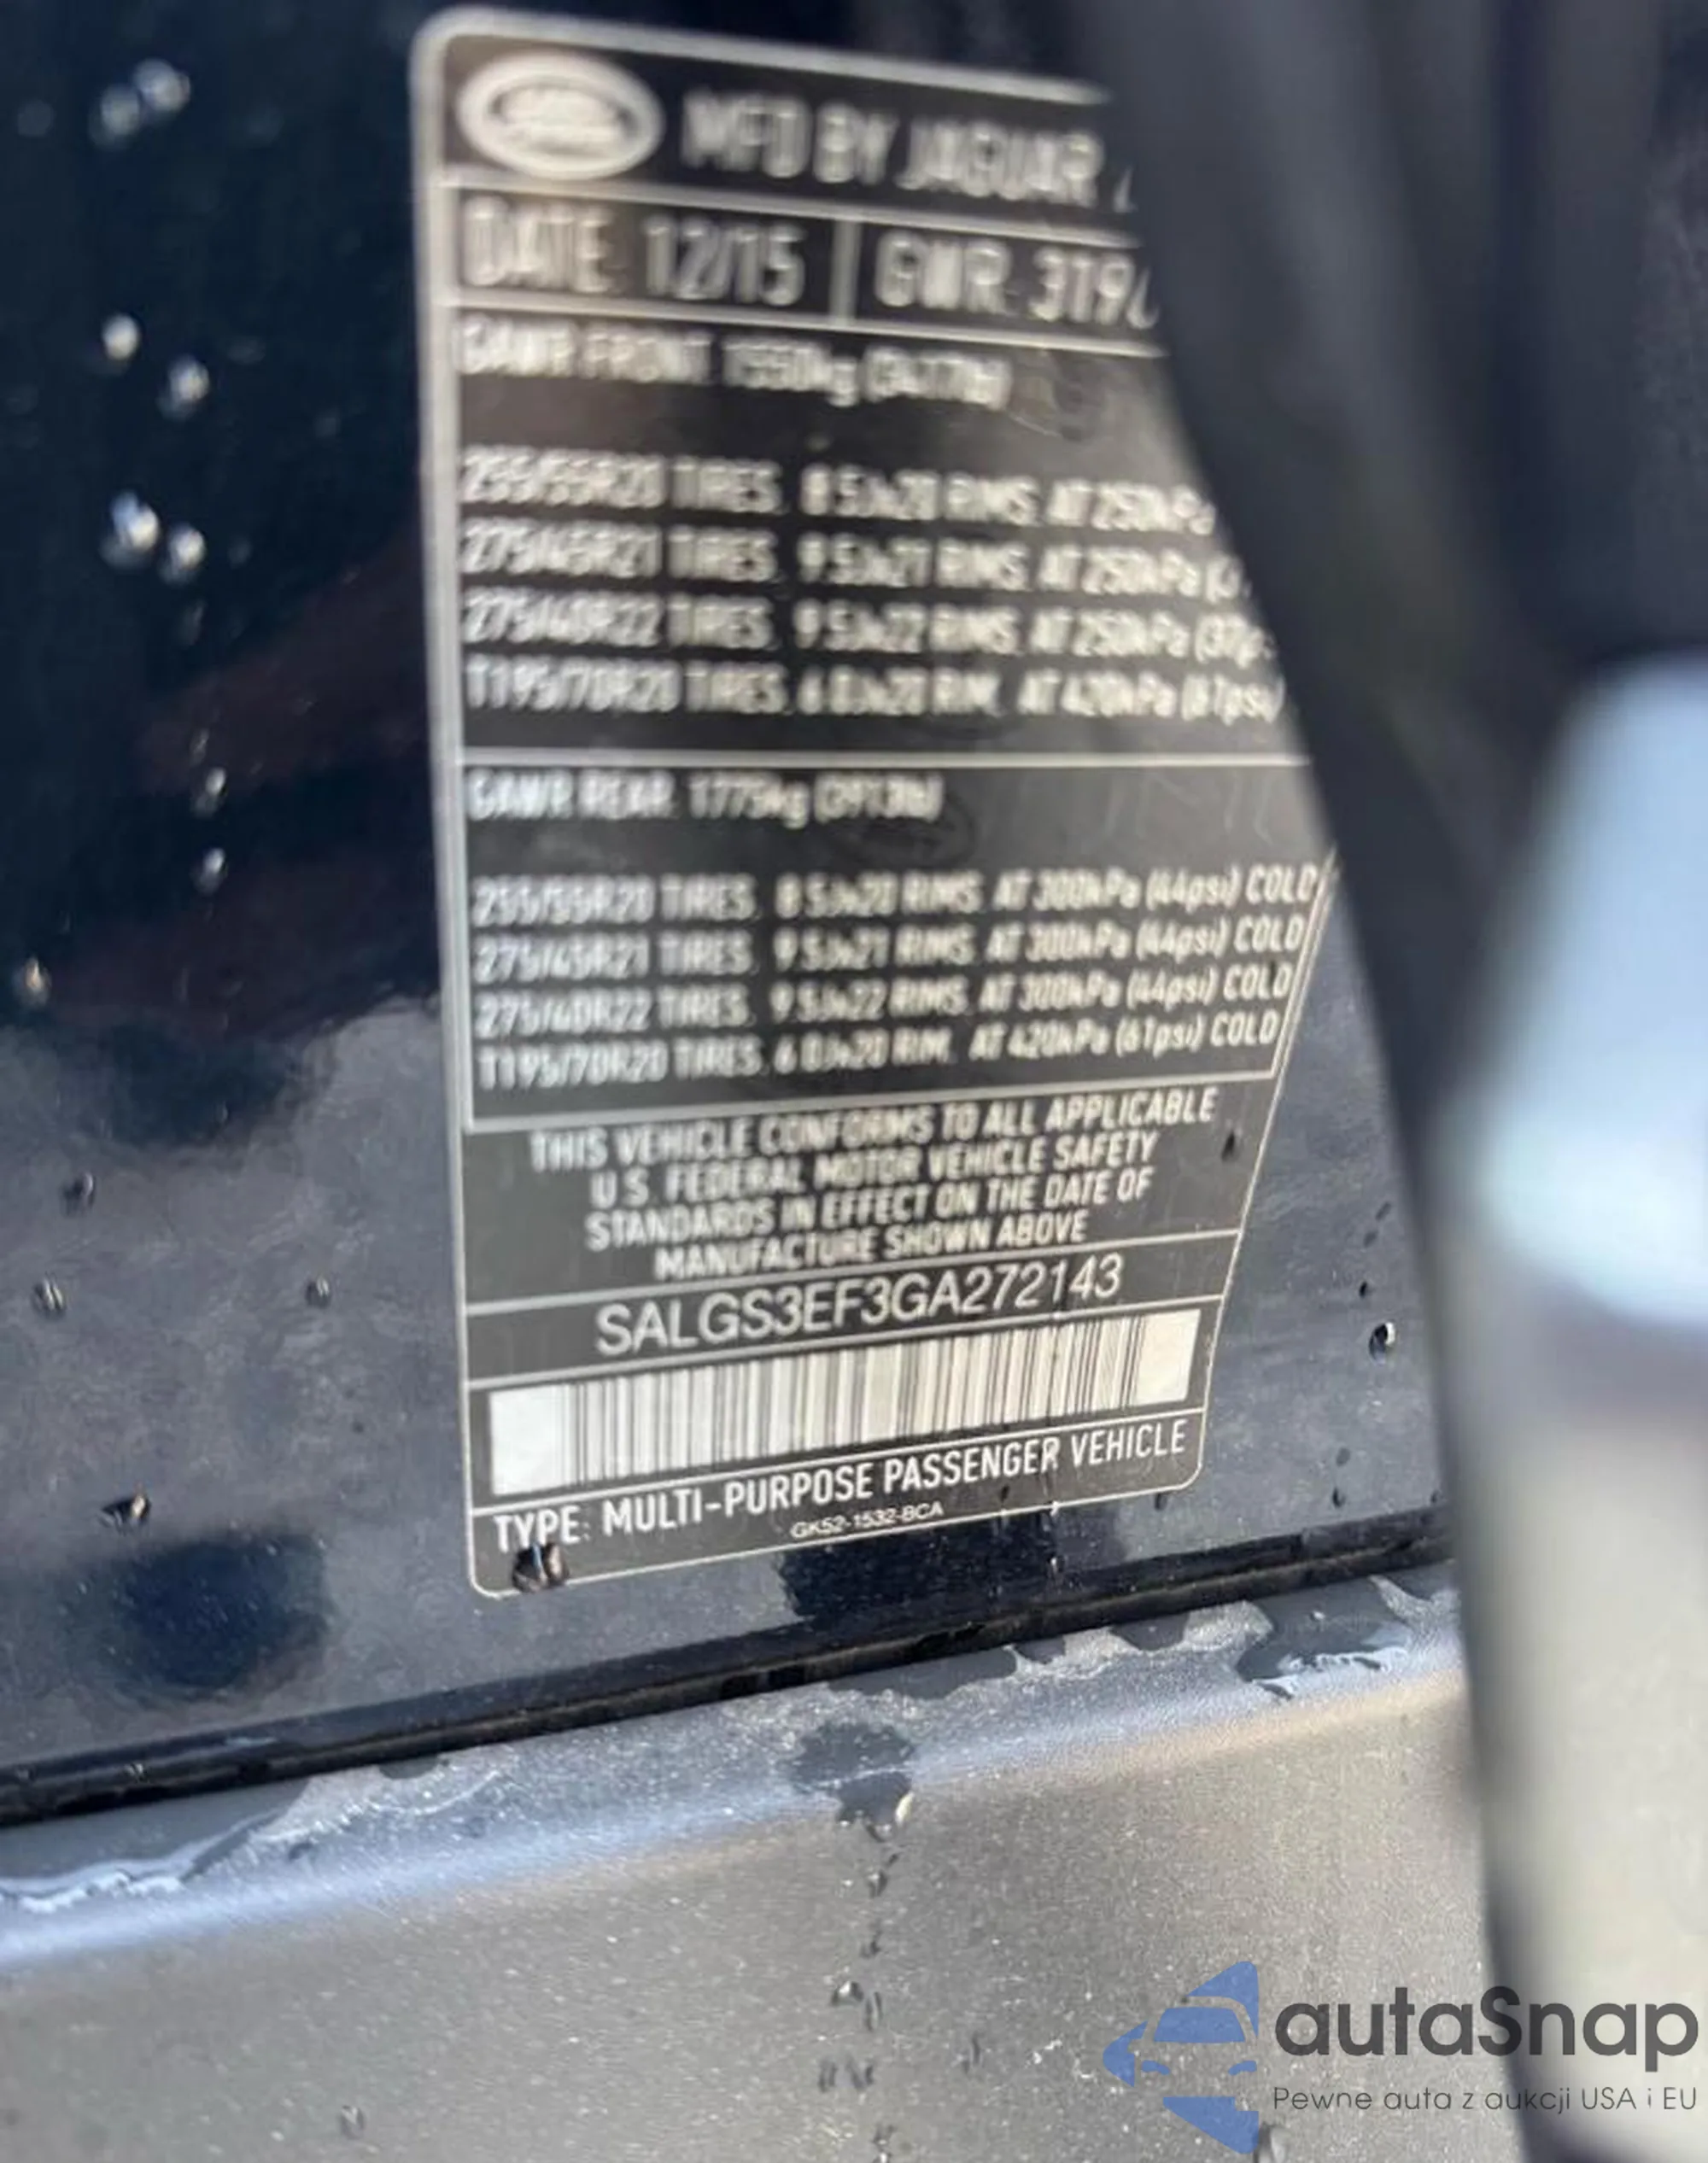 MFD BY JAGUAR
DATE: 12/15 GWR. 319
GAWR FRONT 1550kg (3417lb)
255/55R20 TIRES. 8.5Jx20 RIMS. AT 250kPa
275/45R21 TIRES. 9.5Jx21 RIMS. AT 250kPa
275/40R22 TIRES. 9.5Jx22 RIMS. AT 250kPa (37p
T195/70R20 TIRES. 6.0Jx20 RIM, AT 420kPa (61psi)
GAWR REAR. 1775kg (3913lb)
255/55R20 TIRES. 8.5Jx20 RIMS. AT 300kPa (44psi) COLD
275/45R21 TIRES. 9.5Jx21 RIMS. AT 300kPa (44psi) COLD
275/40R22 TIRES. 9.5Jx22 RIMS. AT 300kPa (44psi) COLD
T195/70R20 TIRES. 6.0Jx20 RIM, AT 420kPa (61psi) COLD
THIS VEHICLE CONFORMS TO ALL APPLICABLE
U.S. FEDERAL MOTOR VEHICLE SAFETY
STANDARDS IN EFFECT ON THE DATE OF
MANUFACTURE SHOWN ABOVE
SALGS3EF3GA272143
TYPE: MULTI-PURPOSE PASSENGER VEHICLE
GK52-1532-BCA
autaSnap
Pewne auta z aukcji USA i EU